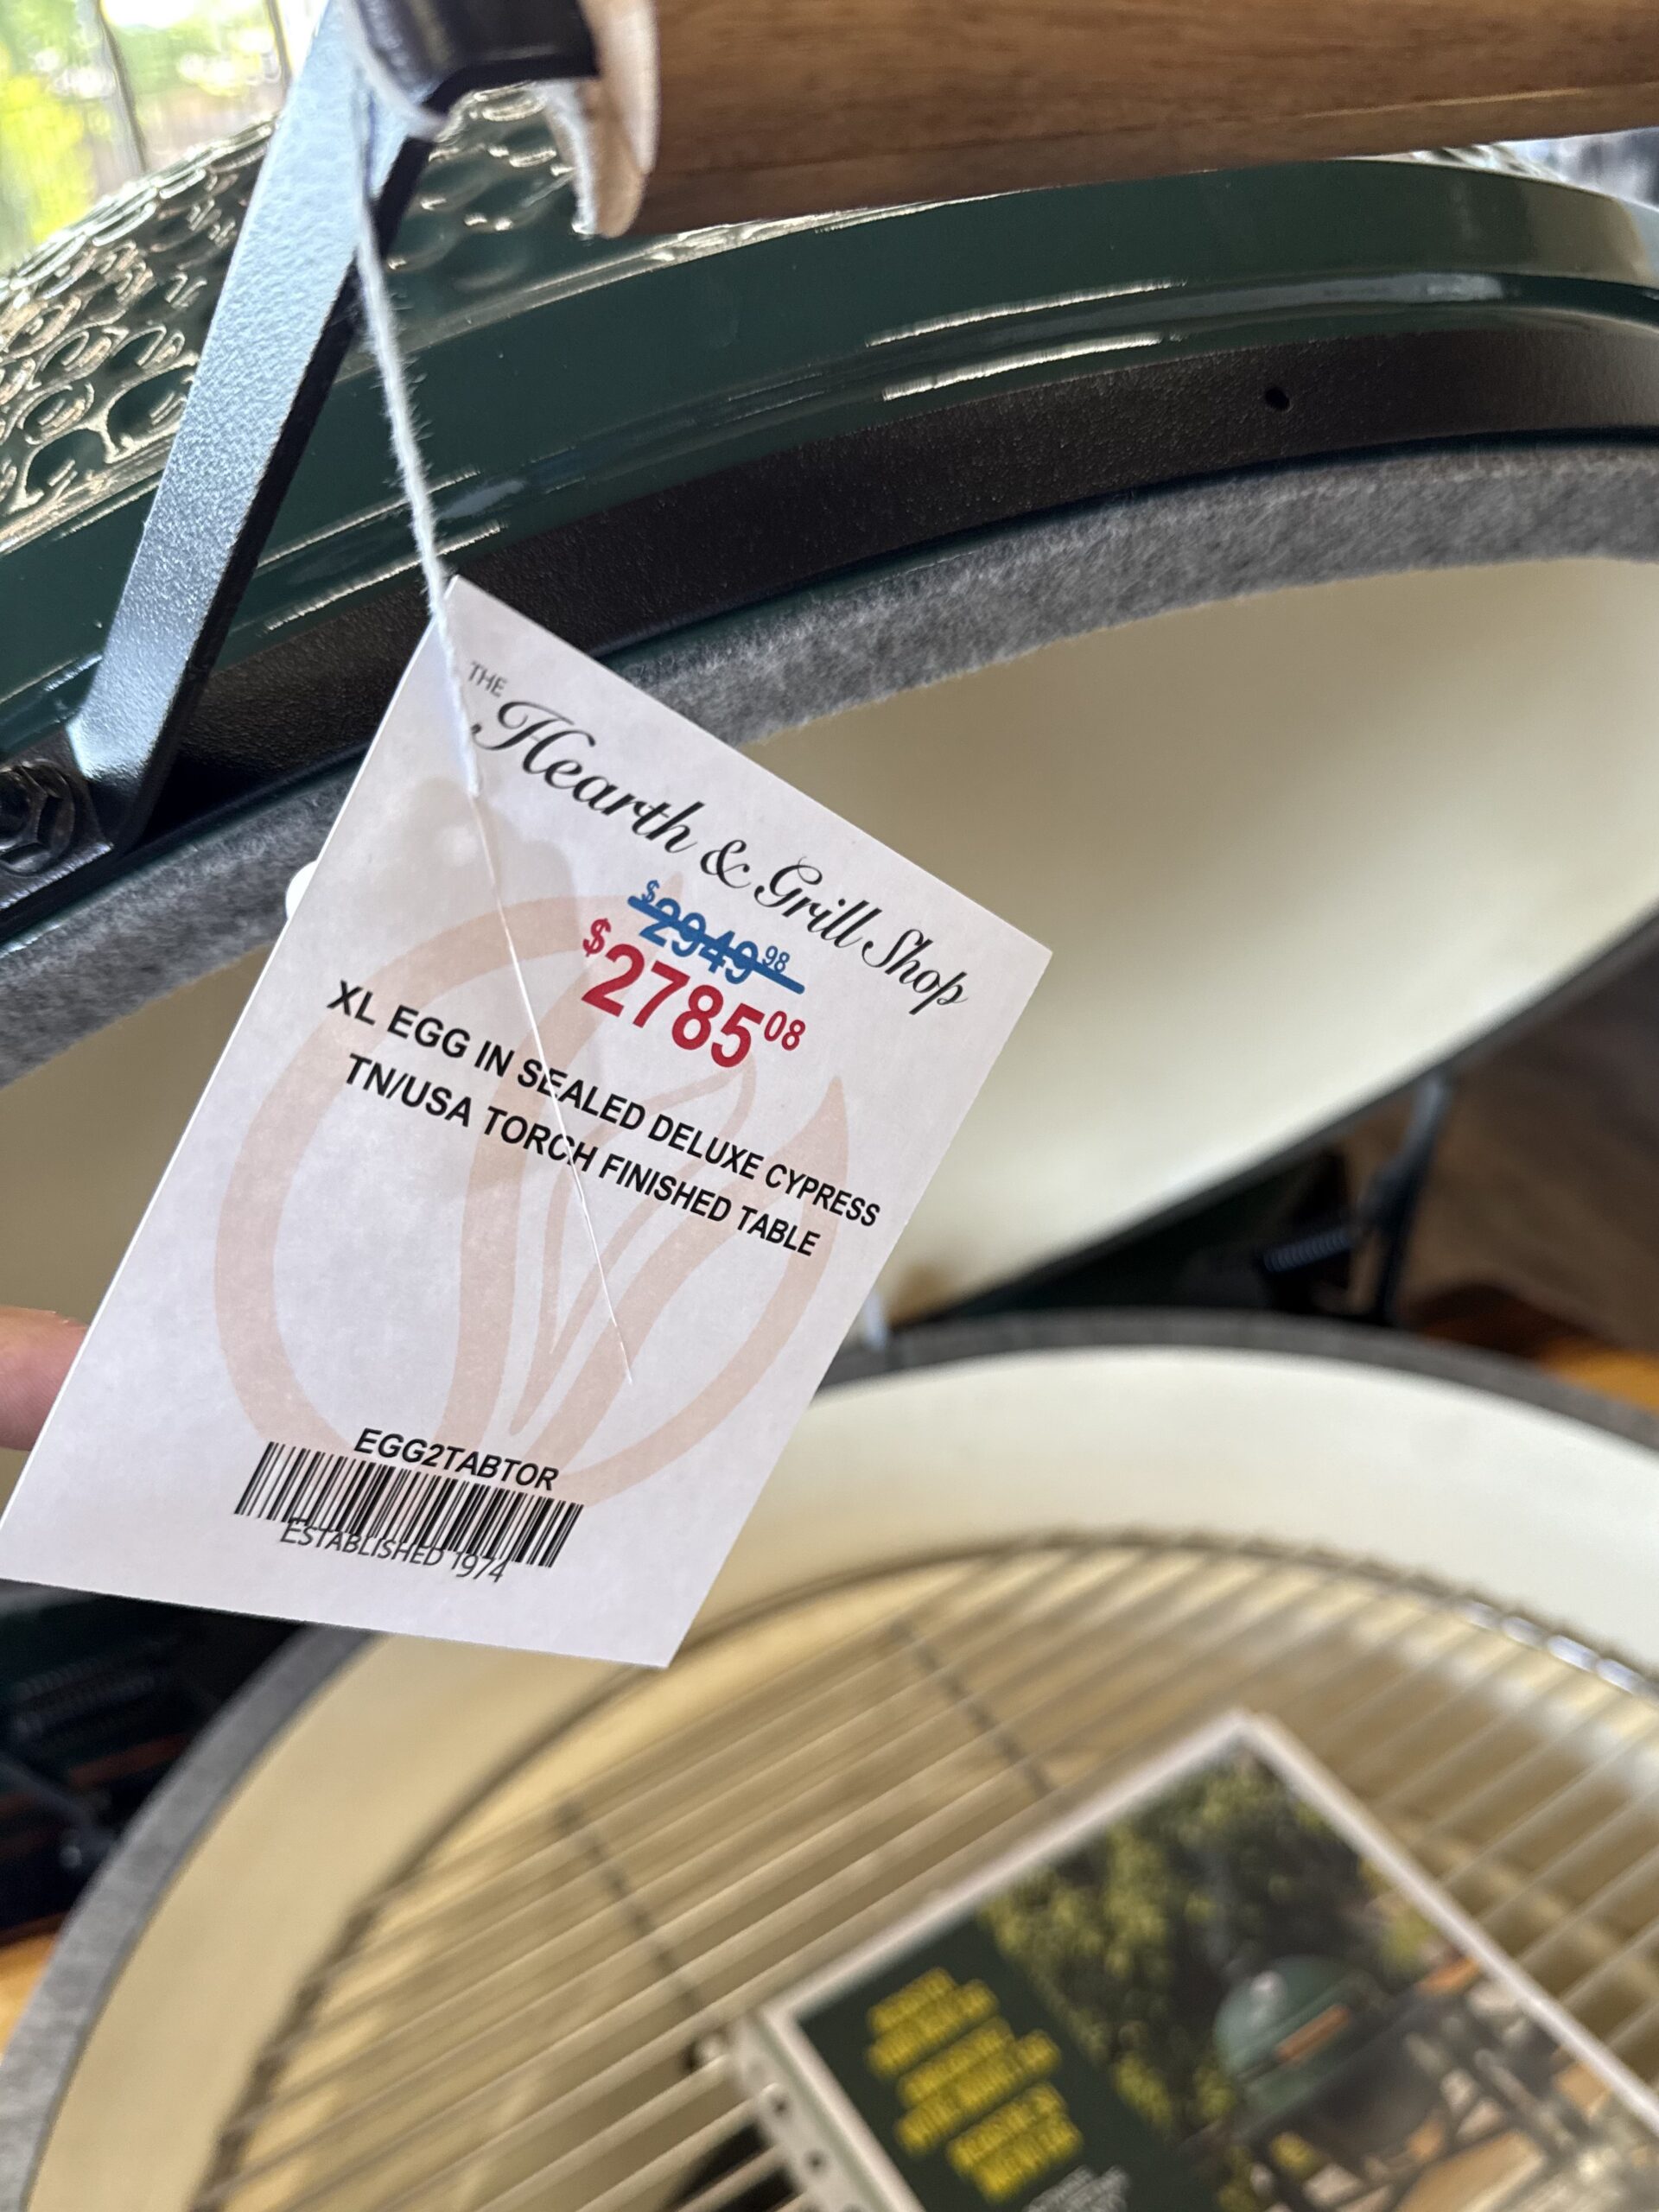 THE
Hearth & Grill Shop
$2949.98
$2785.08
XL EGG IN SEALED DELUXE CYPRESS
TN/USA TORCH FINISHED TABLE
EGG2TABTOR
ESTABLISHED 1974